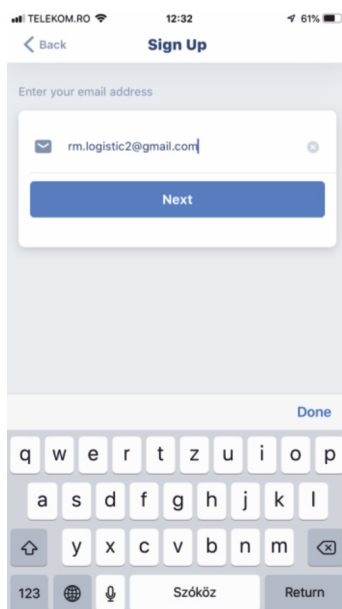 TELEKOM.RO 12:32 61%
Back Sign Up
Enter your email address
rm.logistic2@gmail.com
Next
Done
q w e r t z u i o p
a s d f g h j k l
y x c v b n m
123 Szóköz Return